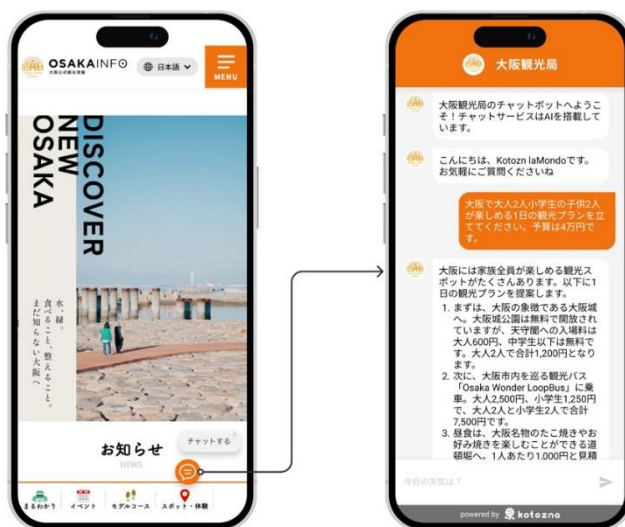 OSAKAINFO
大阪公式観光情報
日本語
MENU
DISCOVER
NEW
OSAKA
水、緑。
食べること、整えること。
まだ知らない大阪へ
お知らせ
NEWS
チャットする
まるわかり
イベント
モデルコース
スポット・体験
大阪観光局
大阪観光局のチャットボットへようこ
そ！チャットサービスはAIを搭載して
います。
こんにちは、Kotozn laMondoです。
お気軽にご質問くださいね
大阪で大人2人小学生の子供2人
が楽しめる1日の観光プランを立
ててください。予算は4万円で
す。
大阪には家族全員が楽しめる観光ス
ポットがたくさんあります。以下に1
日の観光プランを提案します。
1. まずは、大阪の象徴である大阪城
へ。大阪城公園は無料で開放され
ていますが、天守閣への入場料は
大人600円、中学生以下は無料で
す。大人2人で合計1,200円となり
ます。
2. 次に、大阪市内を巡る観光バス
「Osaka Wonder LoopBus」に乗
車。大人2,500円、小学生1,250円
で、大人2人と小学生2人で合計
7,500円です。
3. 昼食は、大阪名物のたこ焼きやお
好み焼きを楽しむことができる道
頓堀へ。1人あたり1,000円と見積
今日の天気は？
powered by kotozna